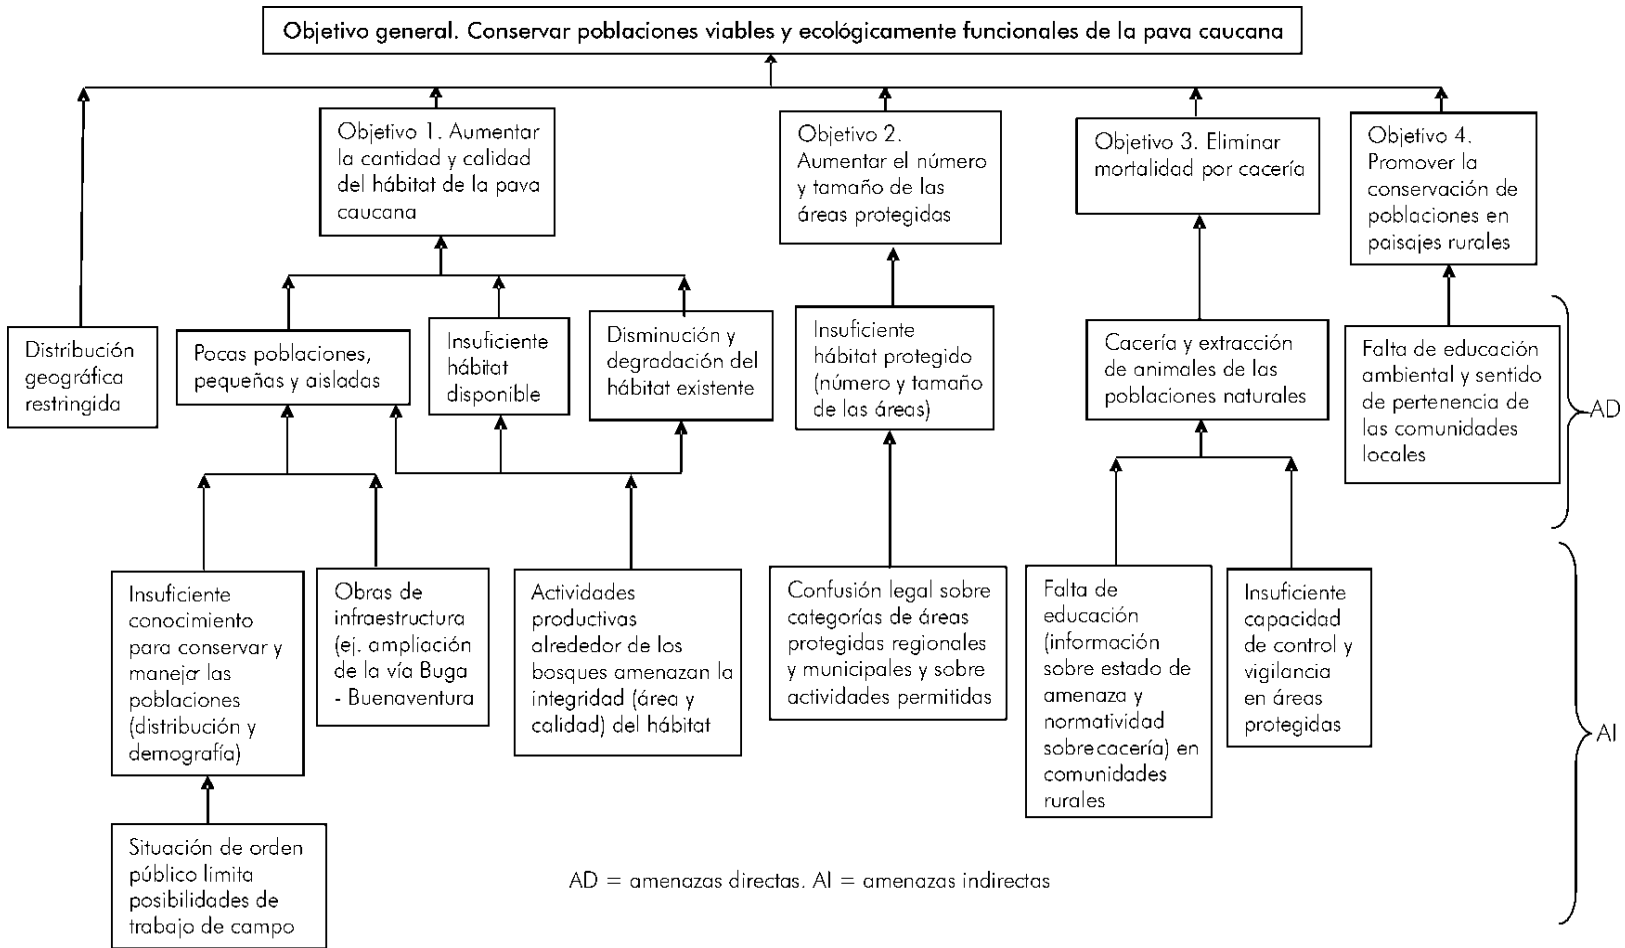 Objetivo general. Conservar poblaciones viables y ecológicamente funcionales de la pava caucana
Objetivo 1. Aumentar
la cantidad y calidad
del hábitat de la pava
caucana
Objetivo 2.
Aumentar el número
y tamaño de las
áreas protegidas
Objetivo 3. Eliminar
mortalidad por cacería
Objetivo 4.
Promover la
conservación de
poblaciones en
paisajes rurales
Distribución
geográfica
restringida
Pocas poblaciones,
pequeñas y aisladas
Insuficiente
hábitat
disponible
Disminución y
degradación del
hábitat existente
Insuficiente
hábitat protegido
(número y tamaño
de las áreas)
Cacería y extracción
de animales de las
poblaciones naturales
Falta de educación
ambiental y sentido
de pertenencia de
las comunidades
locales
AD
Insuficiente
conocimiento
para conservar y
manejar las
poblaciones
(distribución y
demografía)
Obras de
infraestructura
(ej. ampliación
de la vía Buga
- Buenaventura
Actividades
productivas
alrededor de los
bosques amenazan la
integridad (área y
calidad) del hábitat
Confusión legal sobre
categorías de áreas
protegidas regionales
y municipales y sobre
actividades permitidas
Falta de
educación
(información
sobre estado de
amenaza y
normatividad
sobre cacería) en
comunidades
rurales
Insuficiente
capacidad
de control y
vigilancia
en áreas
protegidas
AI
Situación de orden
público limita
posibilidades de
trabajo de campo
AD = amenazas directas. AI = amenazas indirectas